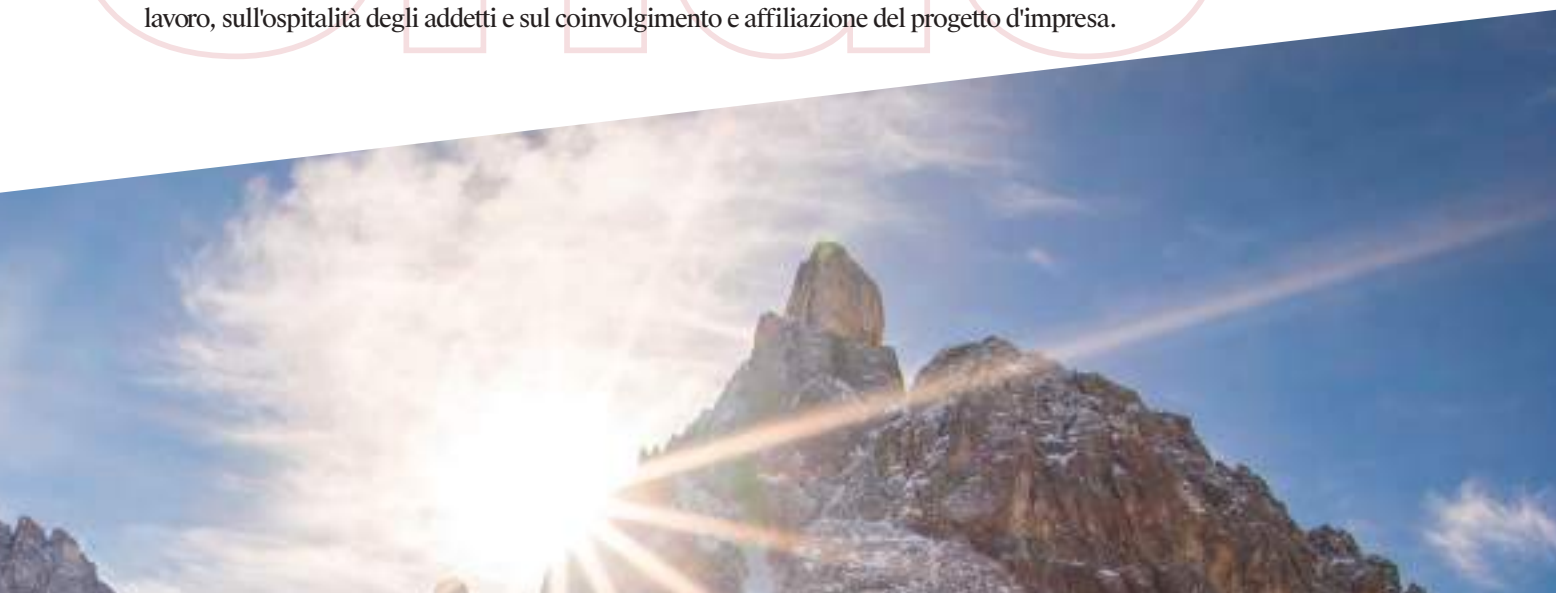 lavoro, sull'ospitalità degli addetti e sul coinvolgimento e affiliazione del progetto d'impresa.